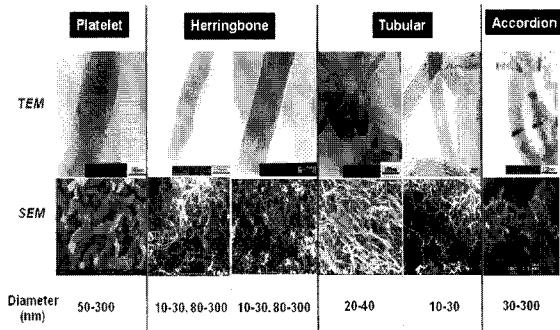 Platelet Herringbone Tubular Accordion
TEM
SEM
Diameter
(nm)
50-300 10-30, 80-300 10-30, 80-300 20-40 10-30 30-300